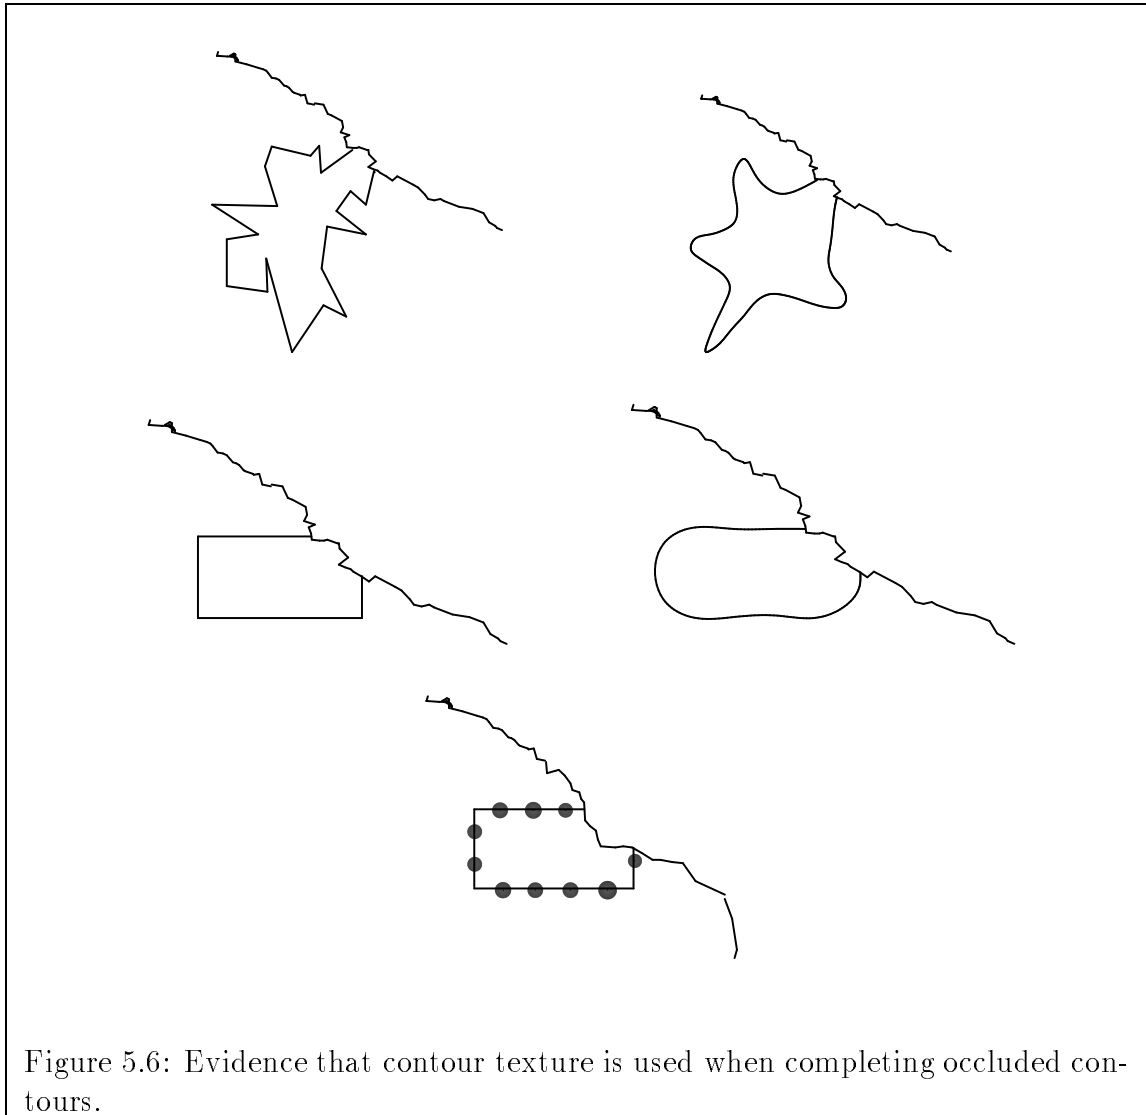 Figure 5.6: Evidence that contour texture is used when completing occluded con-
tours.